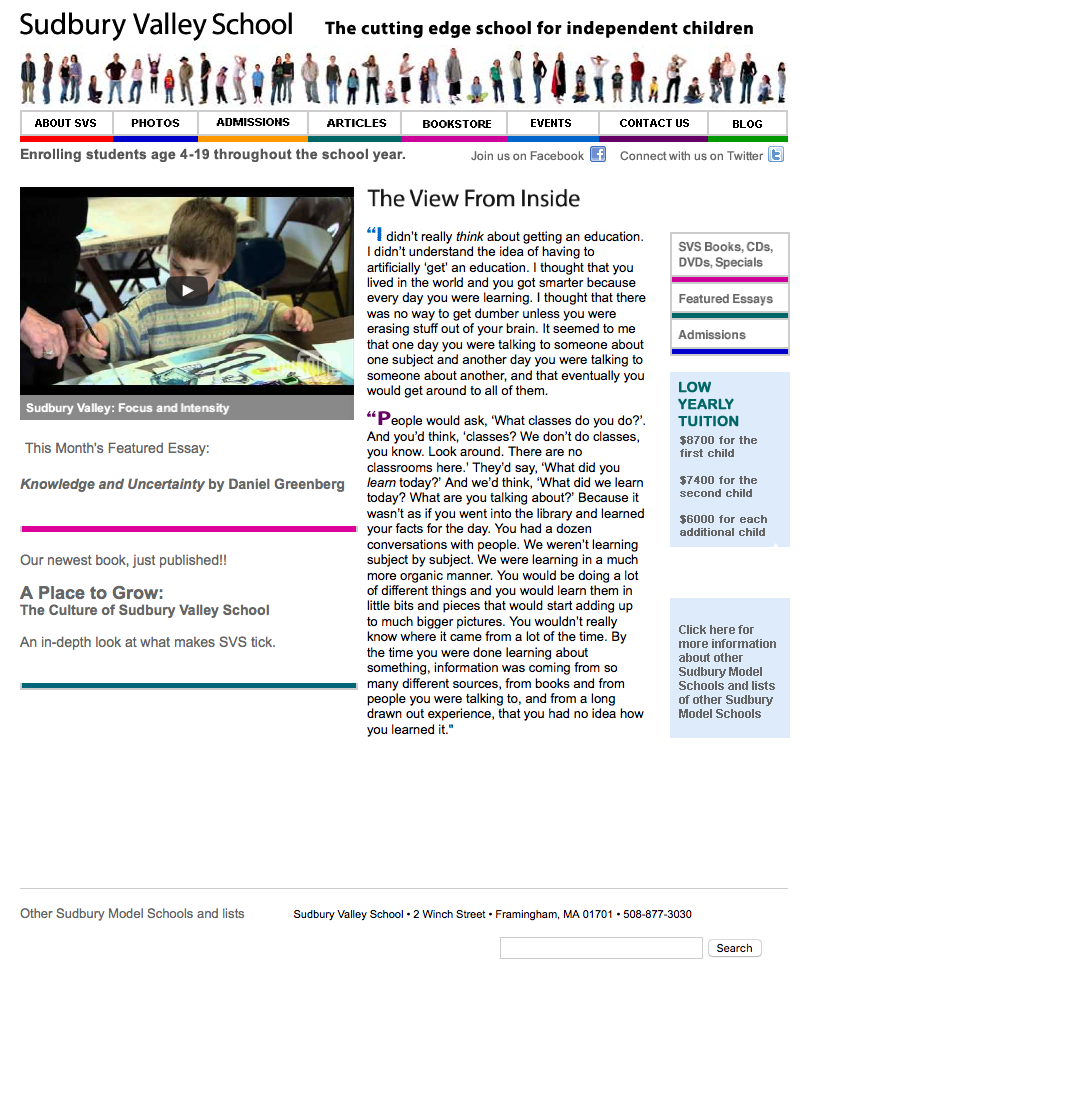 Sudbury Valley School
The cutting edge school for independent children
ABOUT SVS
PHOTOS
ADMISSIONS
ARTICLES
BOOKSTORE
EVENTS
CONTACT US
BLOG
Enrolling students age 4-19 throughout the school year.
Join us on Facebook
Connect with us on Twitter
Sudbury Valley: Focus and Intensity
This Month's Featured Essay:
Knowledge and Uncertainty by Daniel Greenberg
Our newest book, just published!!
A Place to Grow:
The Culture of Sudbury Valley School
An in-depth look at what makes SVS tick.
The View From Inside
“I didn’t really think about getting an education.
I didn’t understand the idea of having to
artificially ‘get’ an education. I thought that you
lived in the world and you got smarter because
every day you were learning. I thought that there
was no way to get dumber unless you were
erasing stuff out of your brain. It seemed to me
that one day you were talking to someone about
one subject and another day you were talking to
someone about another, and that eventually you
would get around to all of them.
“People would ask, ‘What classes do you do?’.
And you’d think, ‘classes? We don’t do classes,
you know. Look around. There are no
classrooms here.’ They’d say, ‘What did you
learn today?’ And we’d think, ‘What did we learn
today? What are you talking about?’ Because it
wasn’t as if you went into the library and learned
your facts for the day. You had a dozen
conversations with people. We weren’t learning
subject by subject. We were learning in a much
more organic manner. You would be doing a lot
of different things and you would learn them in
little bits and pieces that would start adding up
to much bigger pictures. You wouldn’t really
know where it came from a lot of the time. By
the time you were done learning about
something, information was coming from so
many different sources, from books and from
people you were talking to, and from a long
drawn out experience, that you had no idea how
you learned it."
SVS Books, CDs,
DVDs, Specials
Featured Essays
Admissions
LOW
YEARLY
TUITION
$8700 for the
first child
$7400 for the
second child
$6000 for each
additional child
Click here for
more information
about other
Sudbury Model
Schools and lists
of other Sudbury
Model Schools
Other Sudbury Model Schools and lists
Sudbury Valley School • 2 Winch Street • Framingham, MA 01701 • 508-877-3030
Search